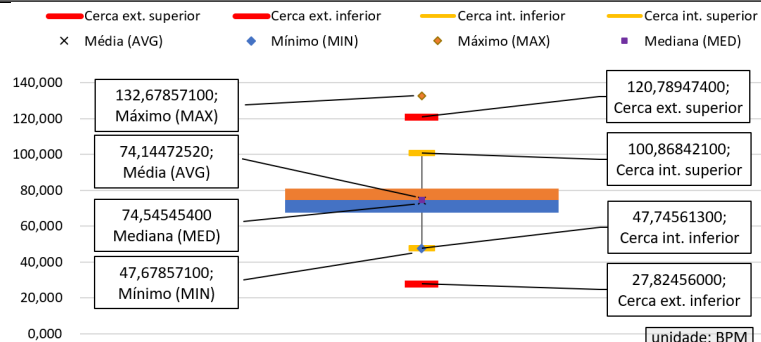 Cerca ext. superior
Cerca ext. inferior
Cerca int. inferior
Cerca int. superior
Média (AVG)
Mínimo (MIN)
Máximo (MAX)
Mediana (MED)
140,000
120,000
100,000
80,000
60,000
40,000
20,000
0,000
132,67857100;
Máximo (MAX)
74,14472520;
Média (AVG)
74,54545400
Mediana (MED)
47,67857100;
Mínimo (MIN)
120,78947400;
Cerca ext. superior
100,86842100;
Cerca int. superior
47,74561300;
Cerca int. inferior
27,82456000;
Cerca ext. inferior
unidade: BPM